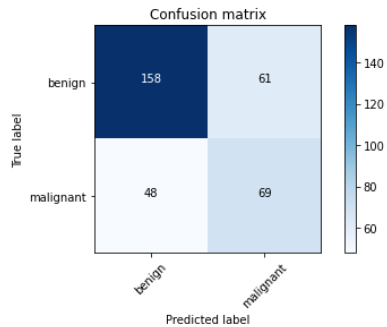 Confusion matrix
True label
benign
158
61
malignant
48
69
benign
malignant
Predicted label
140
120
100
80
60